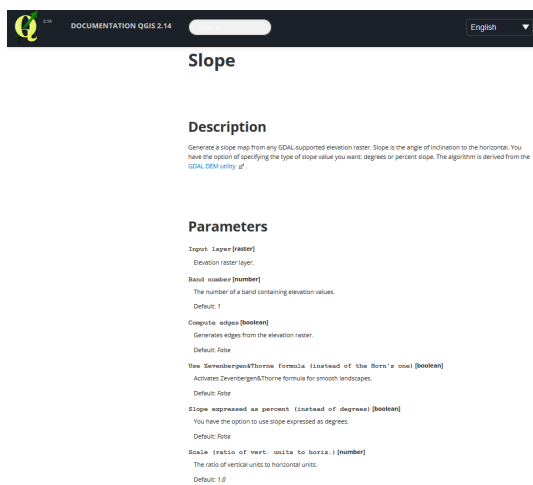 2.14
DOCUMENTATION QGIS 2.14
English
Slope
Description
Generate a slope map from any GDAL-supported elevation raster. Slope is the angle of inclination to the horizontal. You
have the option of specifying the type of slope value you want: degrees or percent slope. The algorithm is derived from the
GDAL DEM utility .
Parameters
Input layer [raster]
Elevation raster layer.
Band number [number]
The number of a band containing elevation values.
Default: 1
Compute edges [boolean]
Generates edges from the elevation raster.
Default: False
Use Zevenbergen&Thorne formula (instead of the Horn's one) [boolean]
Activates Zevenbergen&Thorne formula for smooth landscapes.
Default: False
Slope expressed as percent (instead of degrees) [boolean]
You have the option to use slope expressed as degrees.
Default: False
Scale (ratio of vert. units to horiz.) [number]
The ratio of vertical units to horizontal units.
Default: 1.0